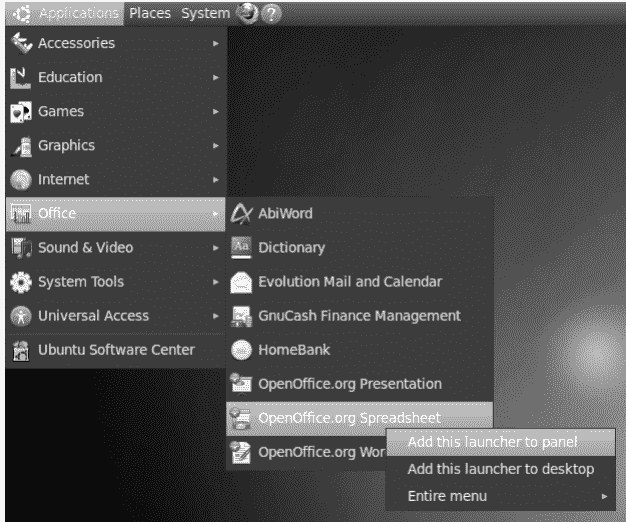 Applications Places System ?
Accessories
Education
Games
Graphics
Internet
Office
Sound & Video
System Tools
Universal Access
Ubuntu Software Center
AbiWord
Aa Dictionary
Evolution Mail and Calendar
GnuCash Finance Management
HomeBank
OpenOffice.org Presentation
OpenOffice.org Spreadsheet
OpenOffice.org Wor
Add this launcher to panel
Add this launcher to desktop
Entire menu